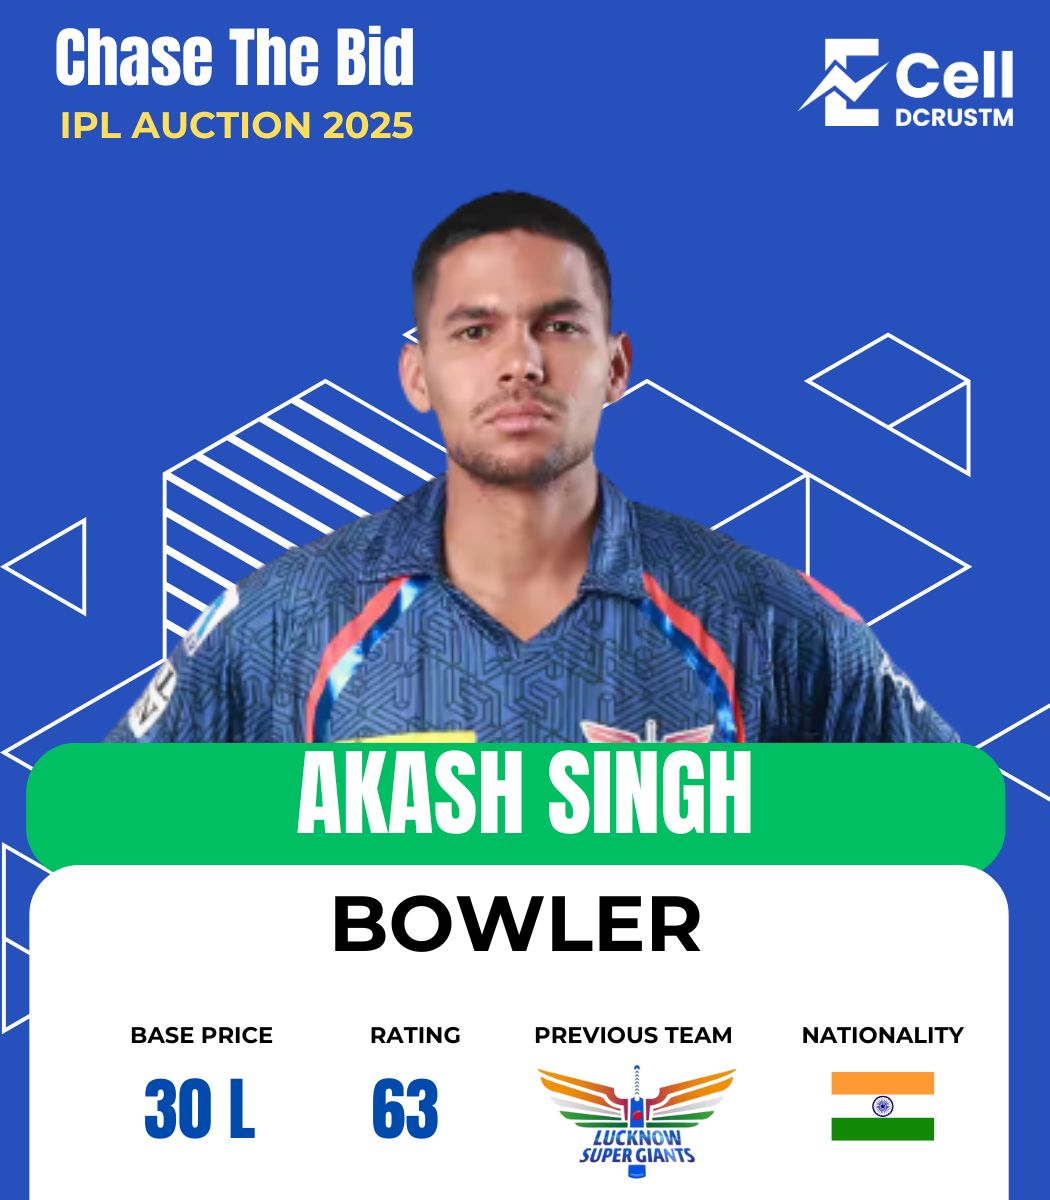 Chase The Bid
IPL AUCTION 2025
Cell
DCRUSTM
AKASH SINGH
BOWLER
BASE PRICE
RATING
PREVIOUS TEAM
NATIONALITY
30 L
63
LUCKNOW
SUPER GIANTS